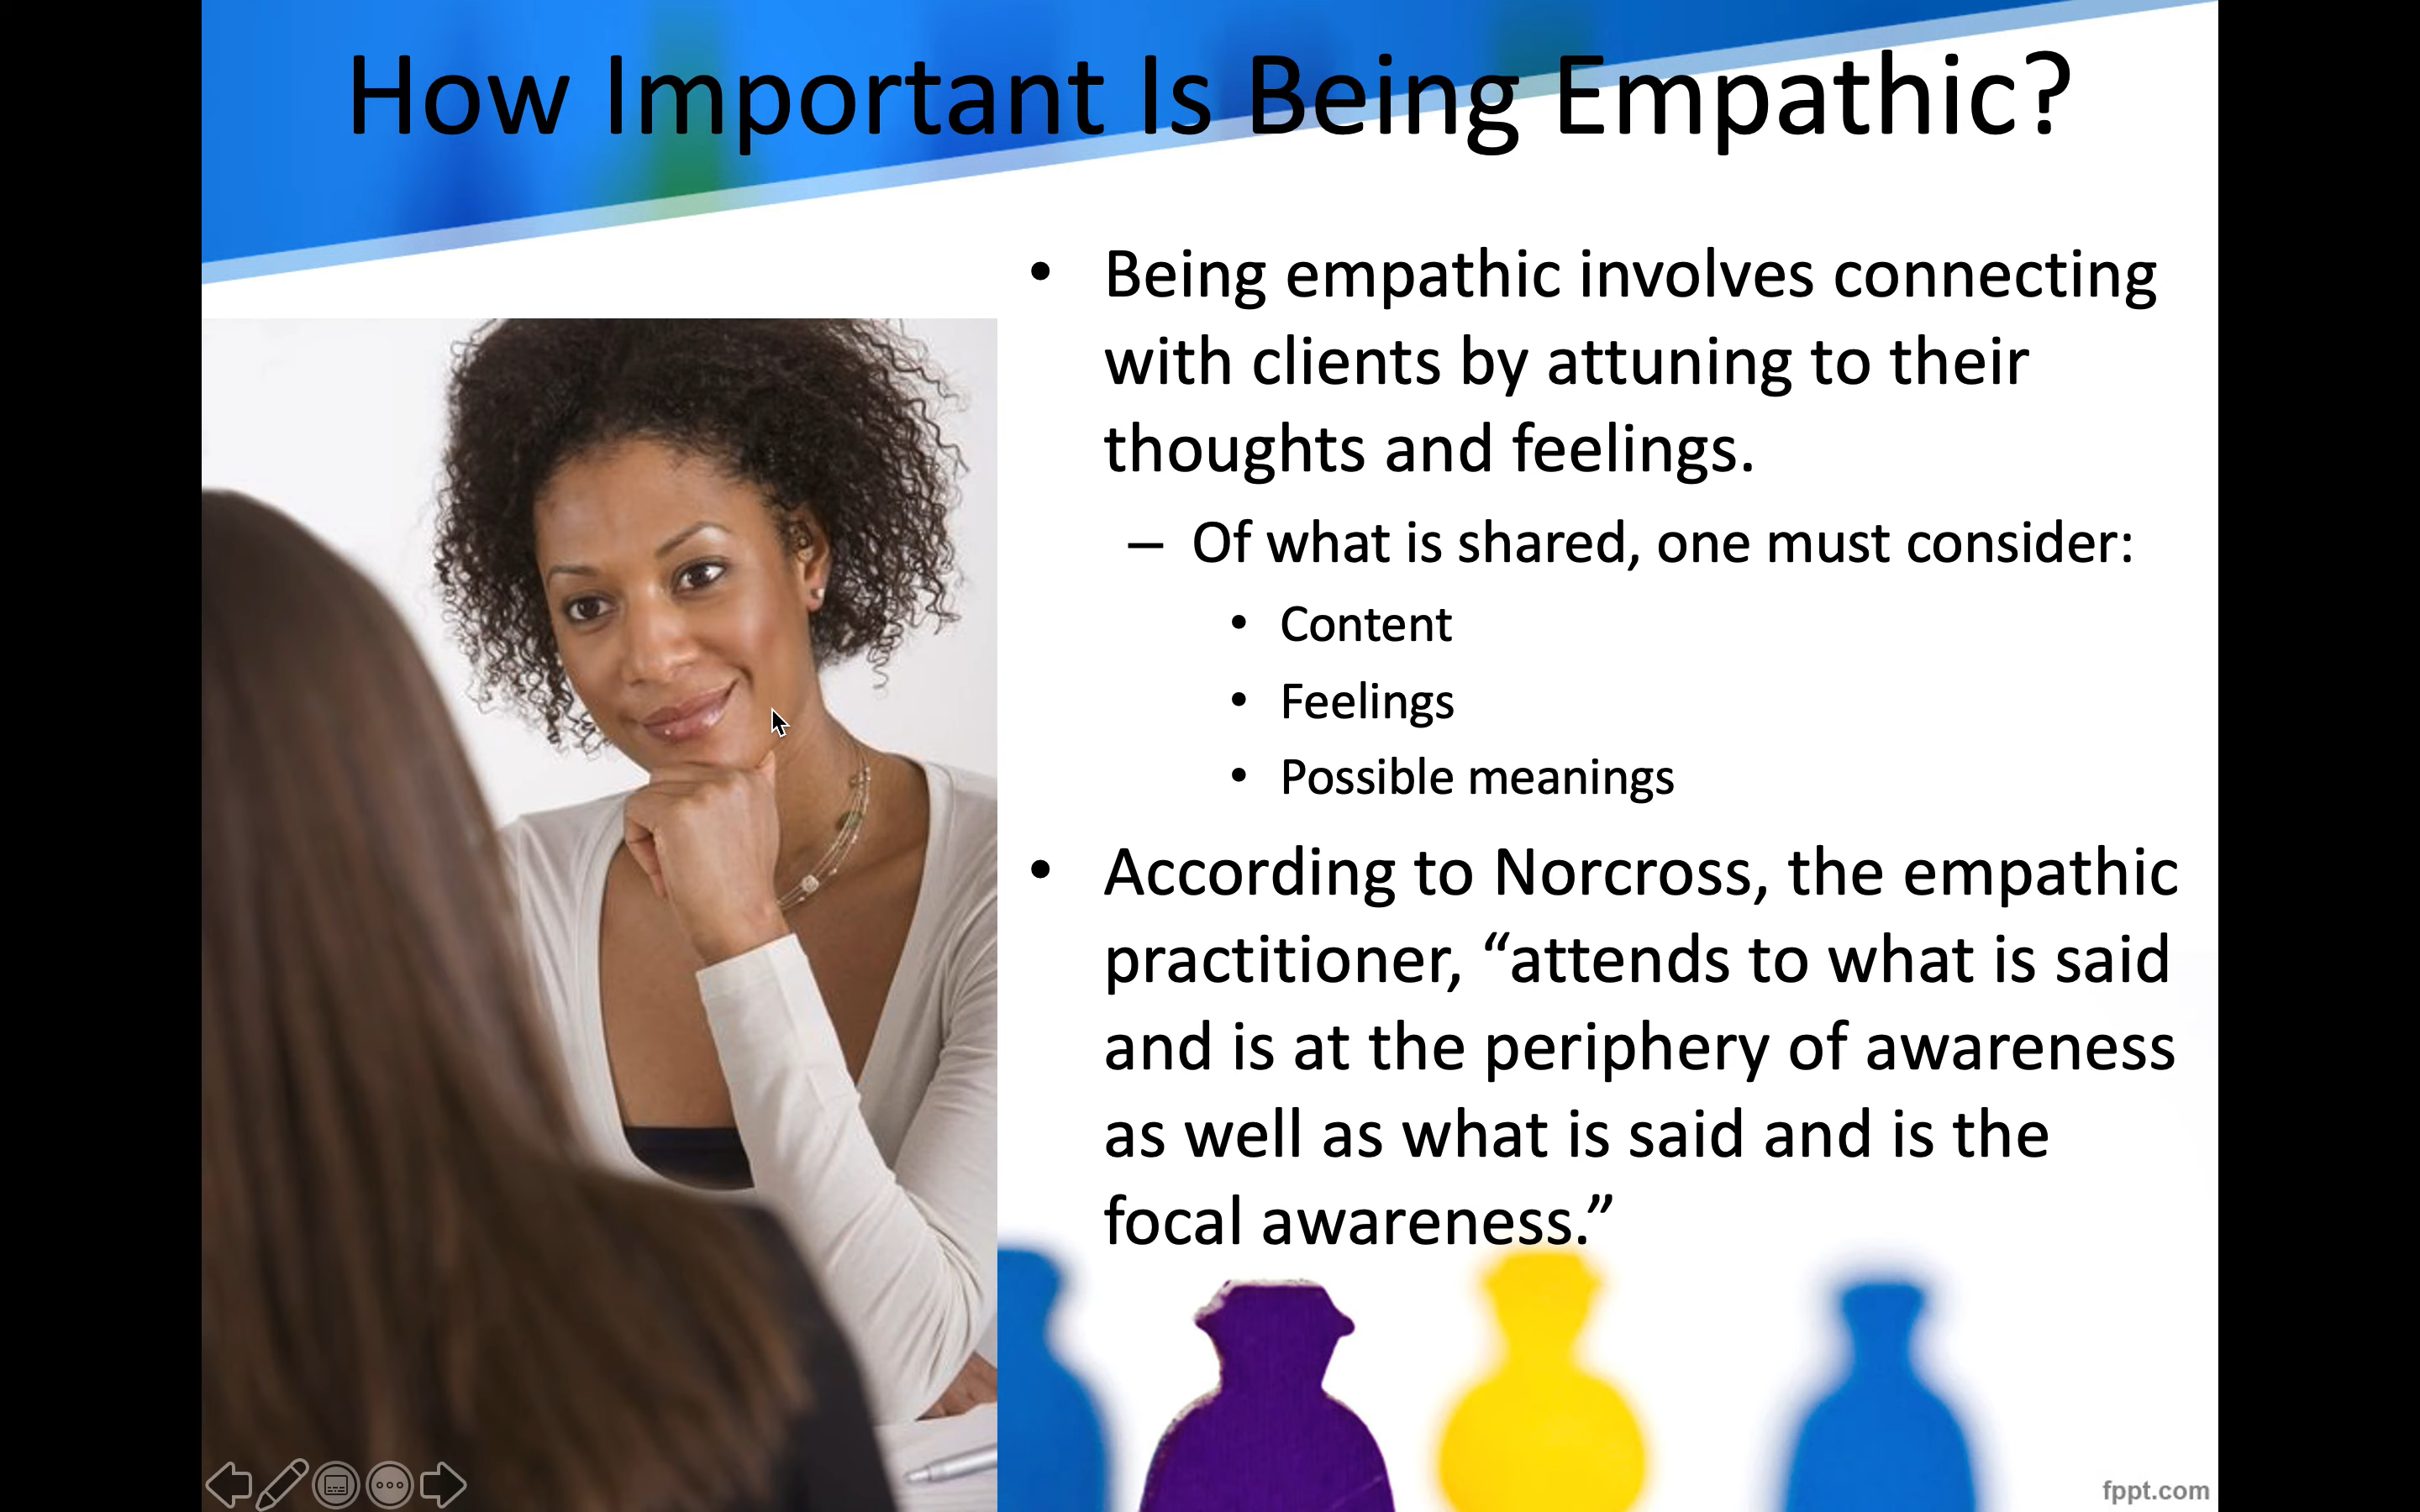 How Important Is Being Empathic?
• Being empathic involves connecting
with clients by attuning to their
thoughts and feelings.
– Of what is shared, one must consider:
• Content
• Feelings
• Possible meanings
• According to Norcross, the empathic
practitioner, “attends to what is said
and is at the periphery of awareness
as well as what is said and is the
focal awareness.”
fppt.com